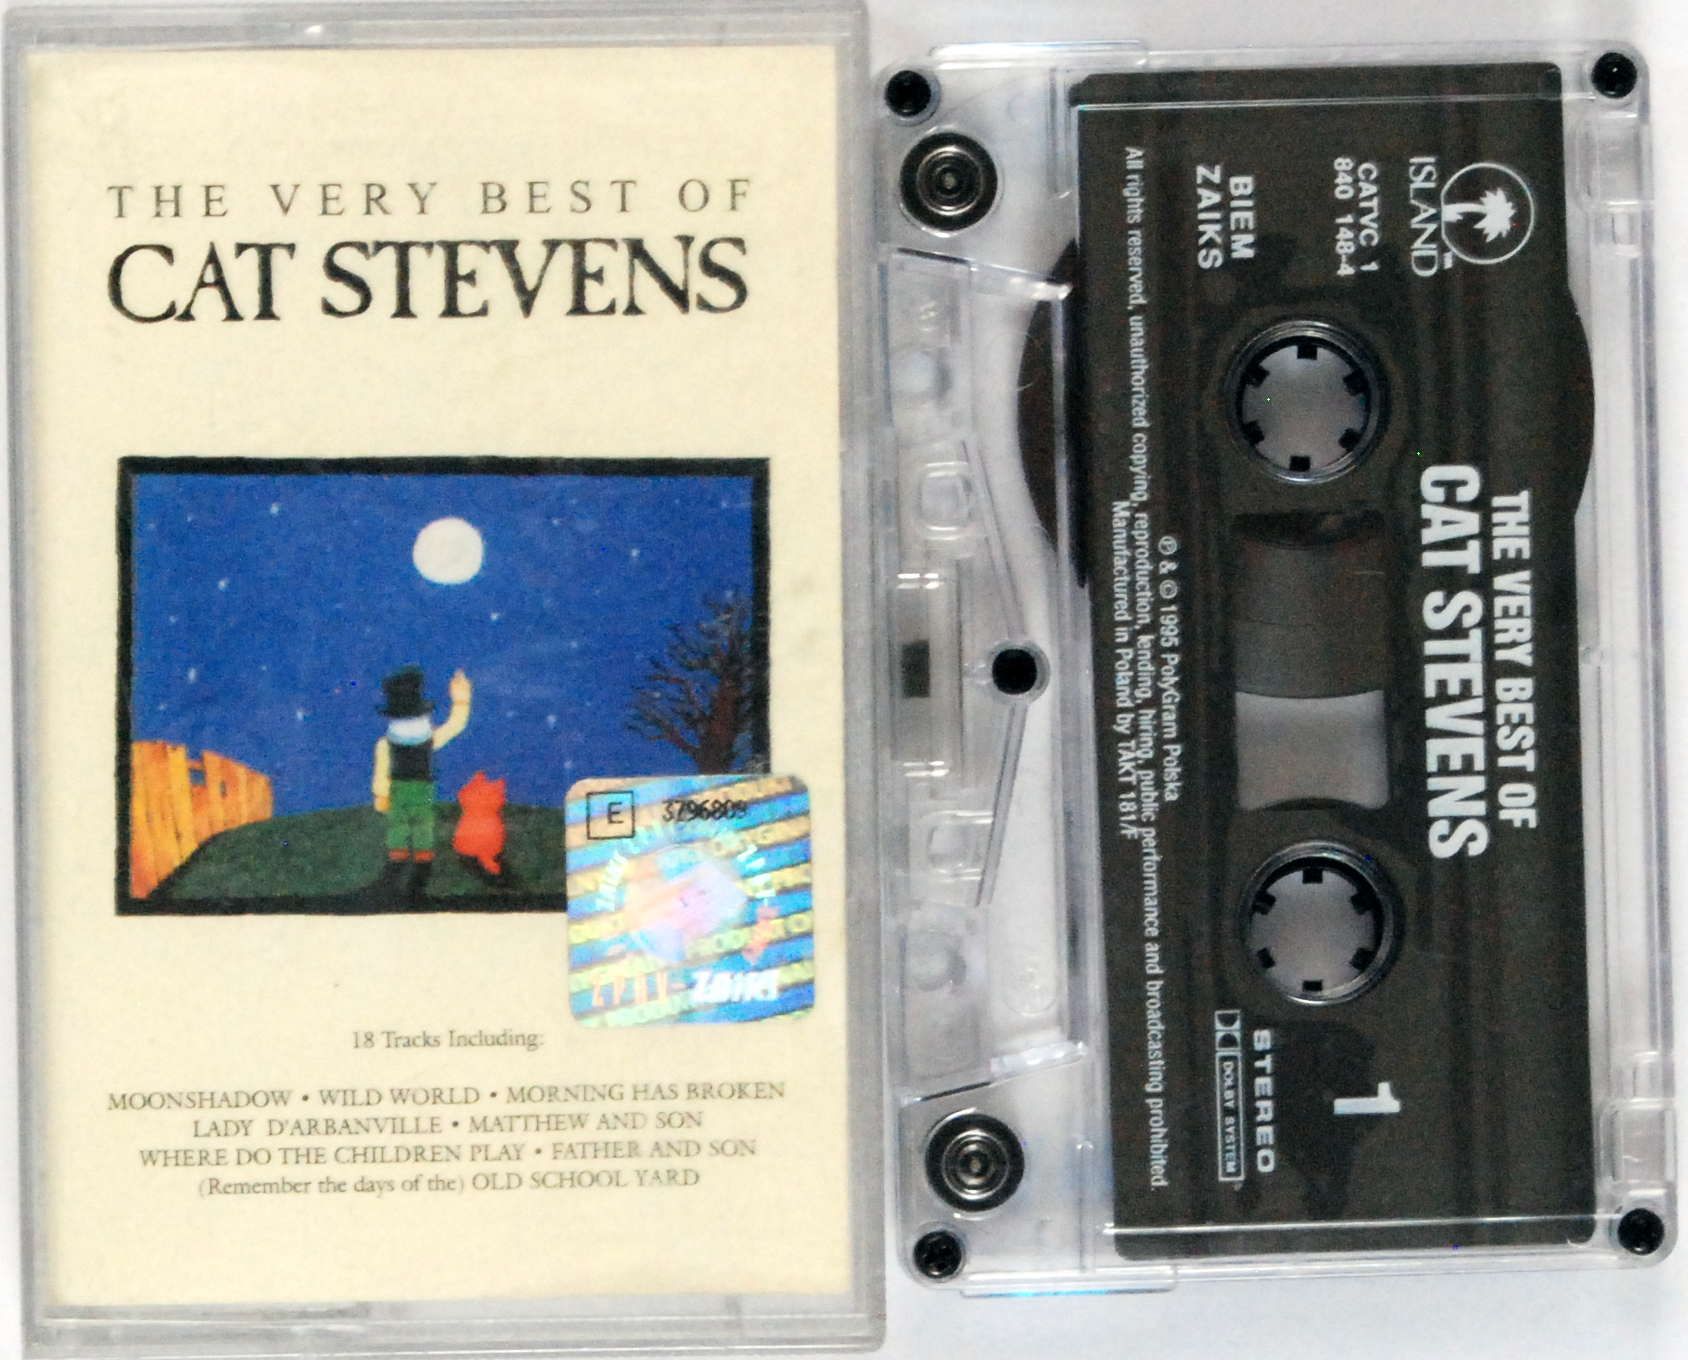 THE VERY BEST OF
CAT STEVENS
E 3296809
18 Tracks Including:
MOONSHADOW • WILD WORLD • MORNING HAS BROKEN
LADY D'ARBANVILLE • MATTHEW AND SON
WHERE DO THE CHILDREN PLAY • FATHER AND SON
(Remember the days of the) OLD SCHOOL YARD
THE VERY BEST OF
CAT STEVENS
ISLAND
TM
CATVC 1
840 148-4
BIEM
ZAIKS
1
STEREO
DOLBY SYSTEM
℗ & © 1995 PolyGram Polska
All rights reserved, unauthorized copying, reproduction, lending, hiring, public performance and broadcasting prohibited.
Manufactured in Poland by TAKT 181/F